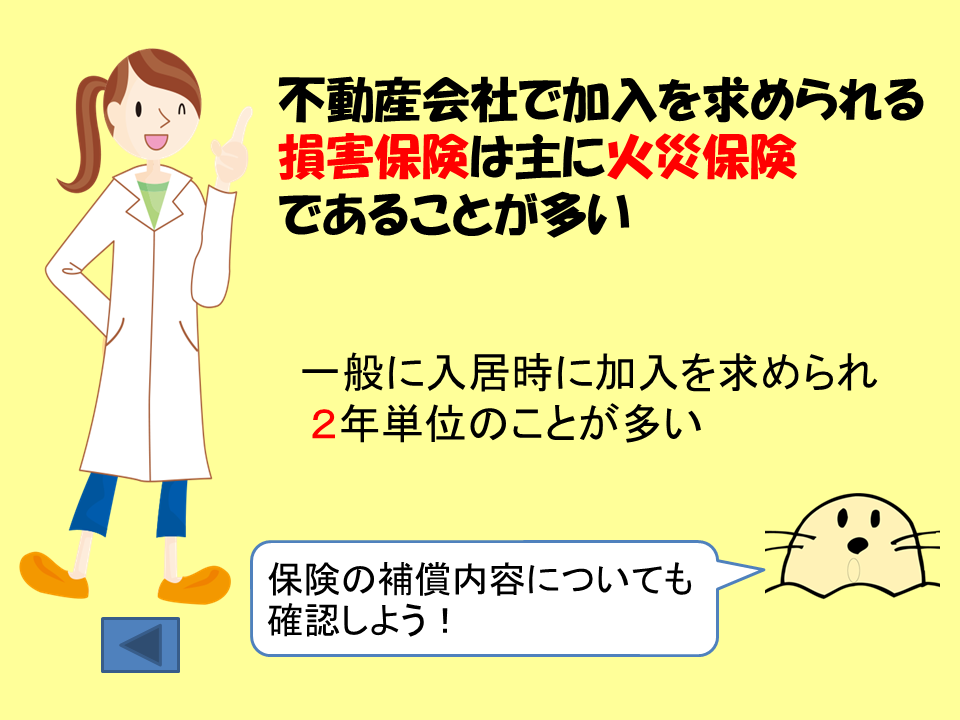 不動産会社で加入を求められる
損害保険は主に火災保険
であることが多い
一般に入居時に加入を求められ
２年単位のことが多い
保険の補償内容についても
確認しよう！